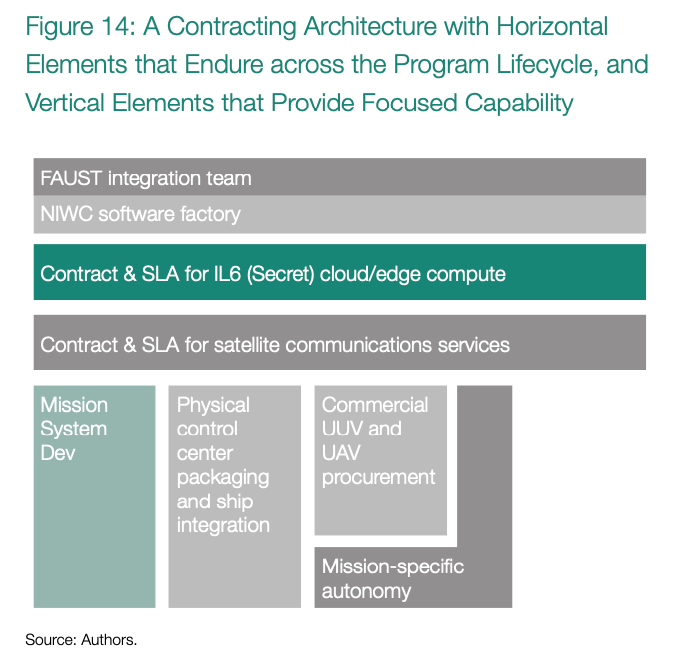 Figure 14: A Contracting Architecture with Horizontal
Elements that Endure across the Program Lifecycle, and
Vertical Elements that Provide Focused Capability
FAUST integration team
NIWC software factory
Contract & SLA for IL6 (Secret) cloud/edge compute
Contract & SLA for satellite communications services
Mission
System
Dev
Physical
control
center
packaging
and ship
integration
Commercial
UUV and
UAV
procurement
Mission-specific
autonomy
Source: Authors.